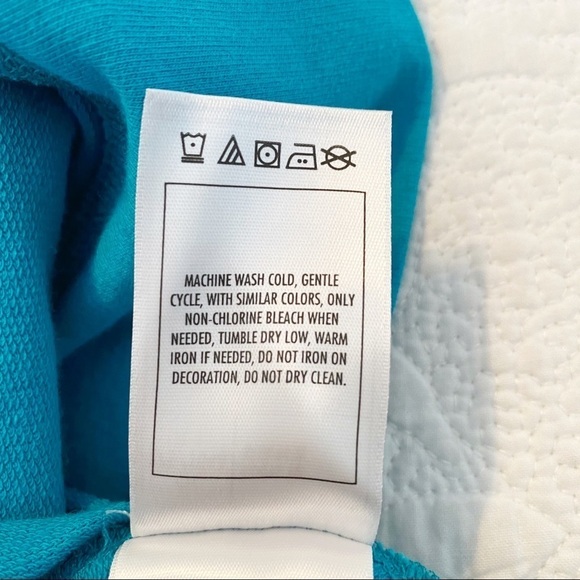 MACHINE WASH COLD, GENTLE
CYCLE, WITH SIMILAR COLORS, ONLY
NON-CHLORINE BLEACH WHEN
NEEDED, TUMBLE DRY LOW, WARM
IRON IF NEEDED, DO NOT IRON ON
DECORATION, DO NOT DRY CLEAN.